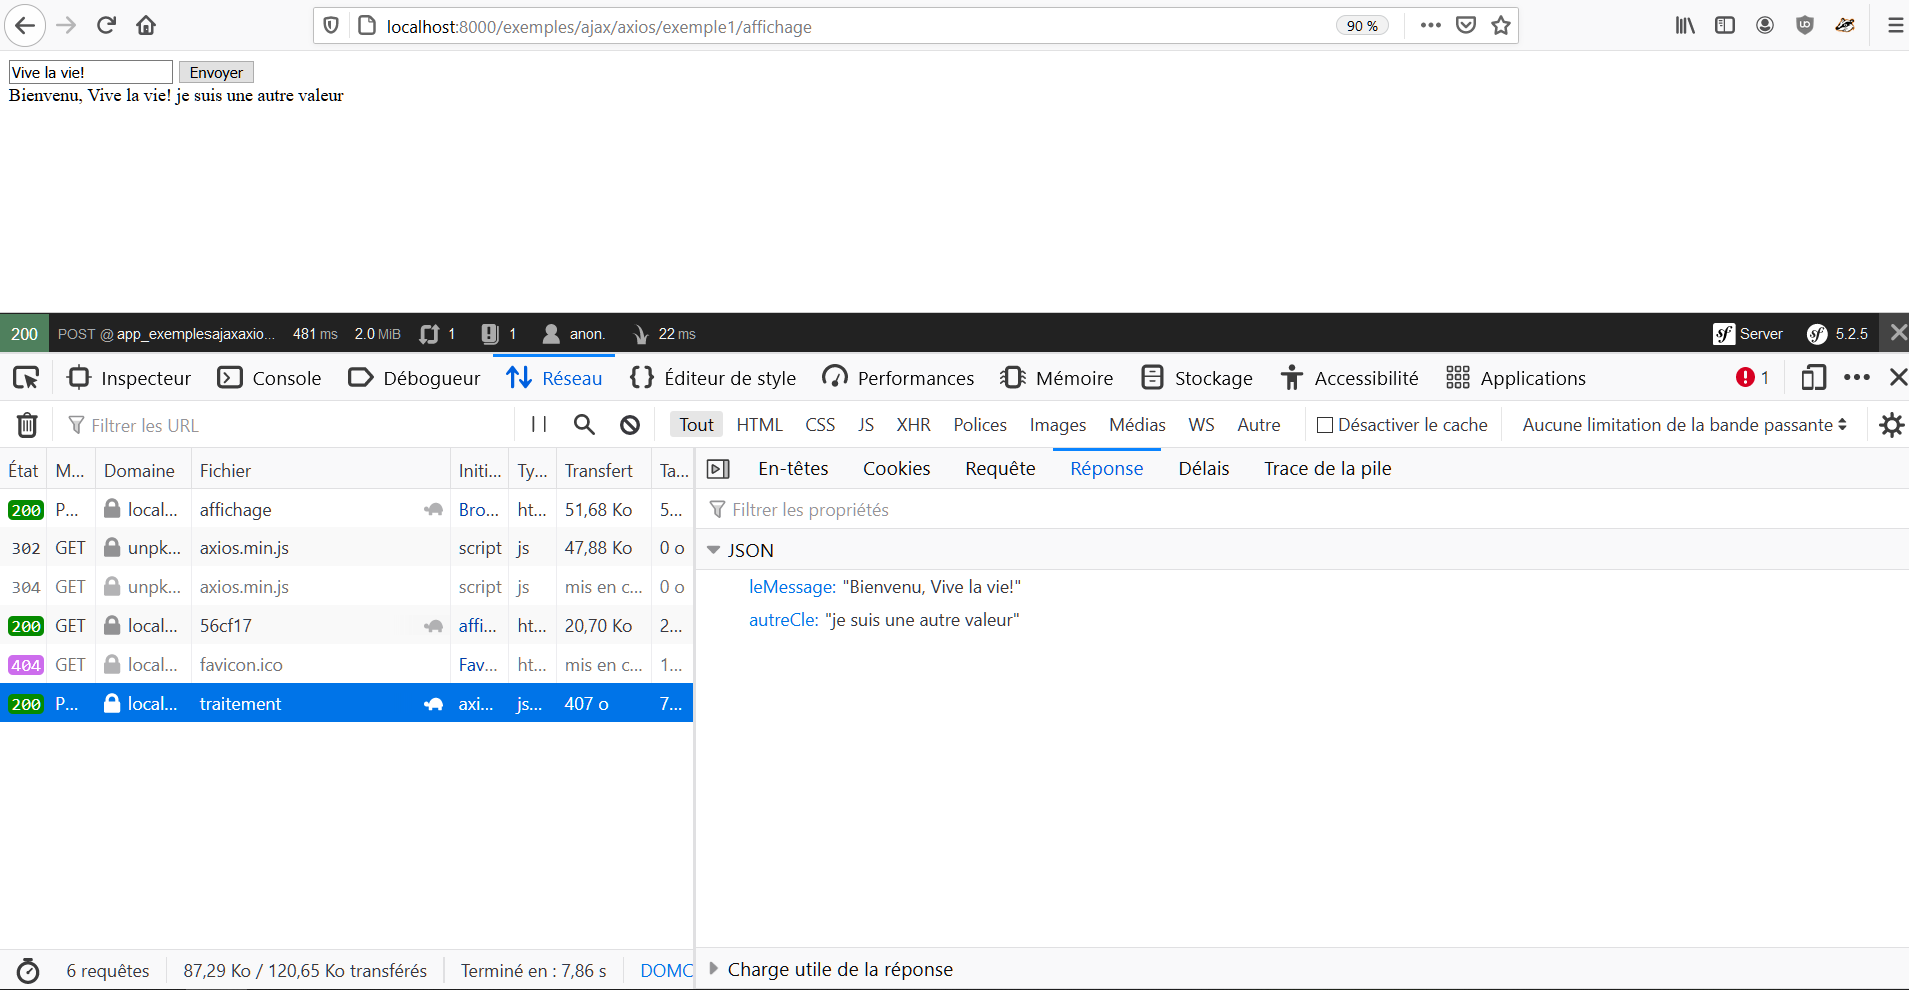 localhost:8000/exemples/ajax/axios/exemple1/affichage 90 %
Vive la vie! Envoyer
Bienvenu, Vive la vie! je suis une autre valeur
200 POST @ app_exemplesajaxaxio... 481 ms 2.0 MiB 1 1 anon. 22 ms sf Server sf 5.2.5
Inspecteur Console Débogueur Réseau Éditeur de style Performances Mémoire Stockage Accessibilité Applications 1
Filtrer les URL Tout HTML CSS JS XHR Polices Images Médias WS Autre Désactiver le cache Aucune limitation de la bande passante
État M... Domaine Fichier Initi... Ty... Transfert Ta... En-têtes Cookies Requête Réponse Délais Trace de la pile
200 P... local... affichage Bro... ht... 51,68 Ko 5...
Filtrer les propriétés
302 GET unpk... axios.min.js script js 47,88 Ko 0 o
JSON
304 GET unpk... axios.min.js script js mis en c... 0 o
leMessage: "Bienvenu, Vive la vie!"
200 GET local... 56cf17 affi... ht... 20,70 Ko 2...
autreCle: "je suis une autre valeur"
404 GET local... favicon.ico Fav... ht... mis en c... 1...
200 P... local... traitement axi... js... 407 o 7...
6 requêtes 87,29 Ko / 120,65 Ko transférés Terminé en : 7,86 s DOMC
Charge utile de la réponse